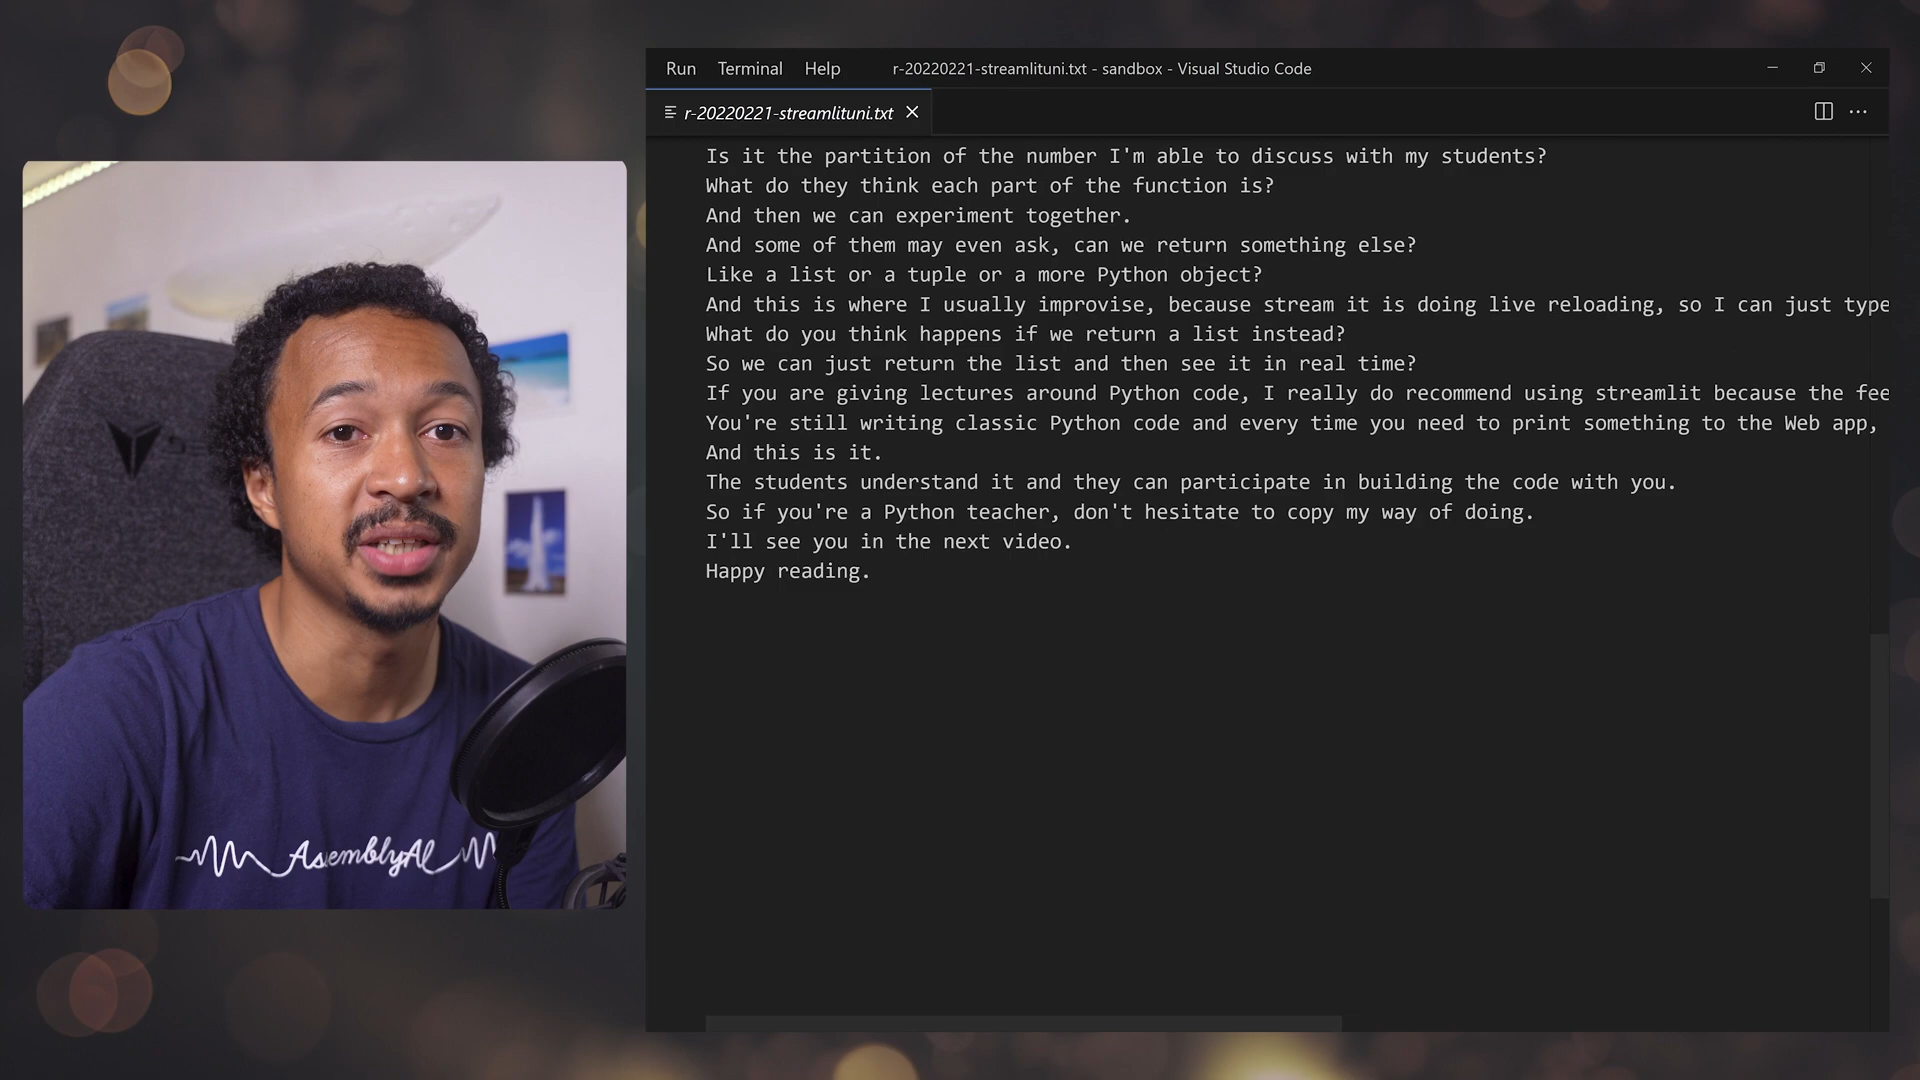 Run Terminal Help r-20220221-streamlituni.txt - sandbox - Visual Studio Code
r-20220221-streamlituni.txt
Is it the partition of the number I'm able to discuss with my students?
What do they think each part of the function is?
And then we can experiment together.
And some of them may even ask, can we return something else?
Like a list or a tuple or a more Python object?
And this is where I usually improvise, because stream it is doing live reloading, so I can just type
What do you think happens if we return a list instead?
So we can just return the list and then see it in real time?
If you are giving lectures around Python code, I really do recommend using streamlit because the fee
You're still writing classic Python code and every time you need to print something to the Web app,
And this is it.
The students understand it and they can participate in building the code with you.
So if you're a Python teacher, don't hesitate to copy my way of doing.
I'll see you in the next video.
Happy reading.
AssemblyAI